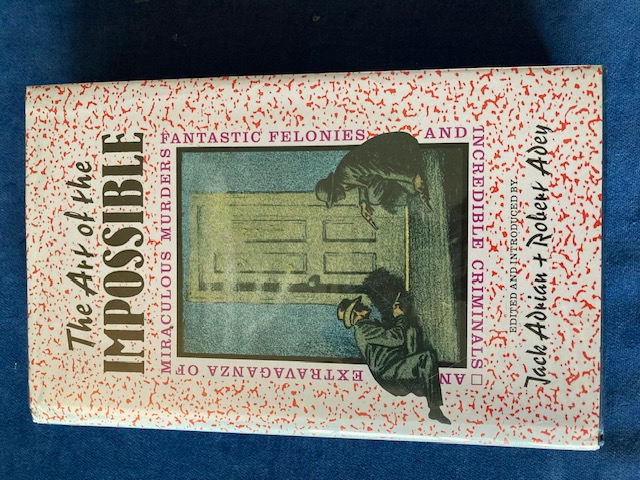 The Art of the
IMPOSSIBLE
AN EXTRAVAGANZA OF
MIRACULOUS MURDERS
FANTASTIC FELONIES AND
INCREDIBLE CRIMINALS
EDITED AND INTRODUCED BY
Jack Adrian + Robert Adey